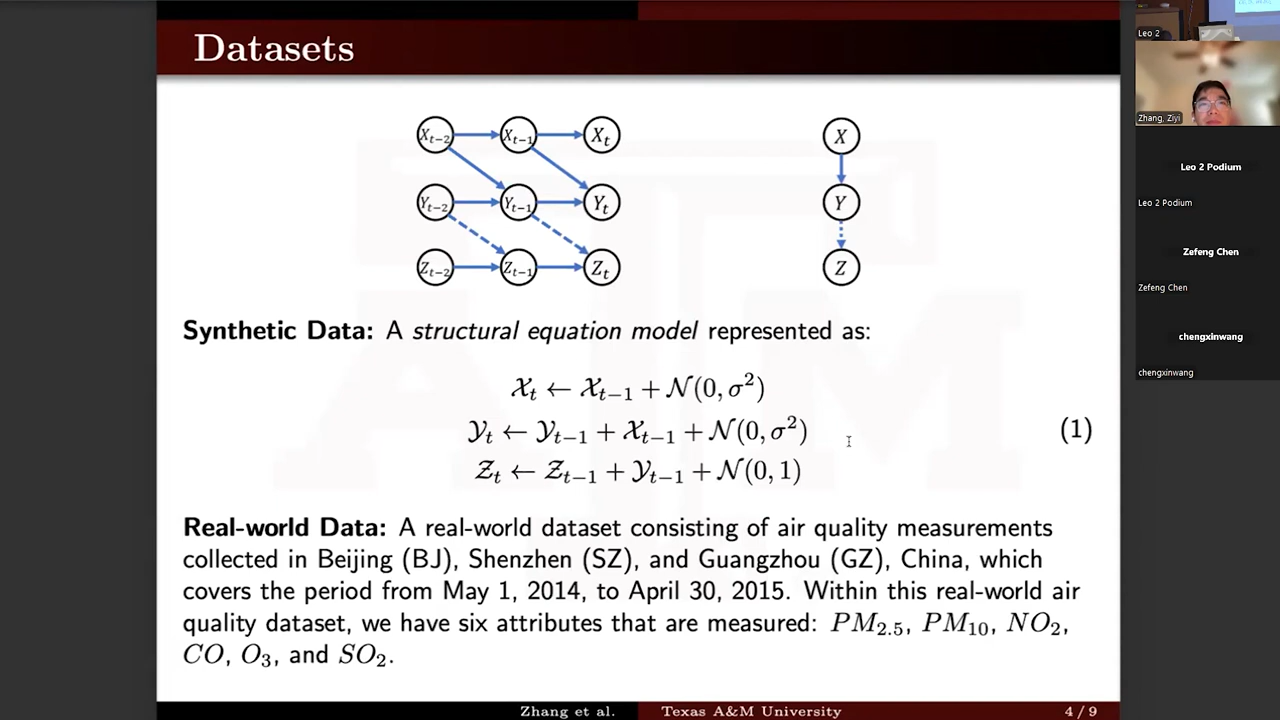 Datasets
X_{t-2} X_{t-1} X_t
X
Y_{t-2} Y_{t-1} Y_t
Y
Z_{t-2} Z_{t-1} Z_t
Z
Synthetic Data: A structural equation model represented as:
𝒳_t ← 𝒳_{t−1} + 𝒩(0, σ²)
𝒴_t ← 𝒴_{t−1} + 𝒳_{t−1} + 𝒩(0, σ²)
(1)
𝒵_t ← 𝒵_{t−1} + 𝒴_{t−1} + 𝒩(0, 1)
Real-world Data: A real-world dataset consisting of air quality measurements
collected in Beijing (BJ), Shenzhen (SZ), and Guangzhou (GZ), China, which
covers the period from May 1, 2014, to April 30, 2015. Within this real-world air
quality dataset, we have six attributes that are measured: PM_{2.5}, PM_{10}, NO_2,
CO, O_3, and SO_2.
Zhang et al. Texas A&M University 4 / 9
Leo 2
Zhang, Ziyi
Leo 2 Podium
Leo 2 Podium
Zefeng Chen
Zefeng Chen
chengxinwang
chengxinwang